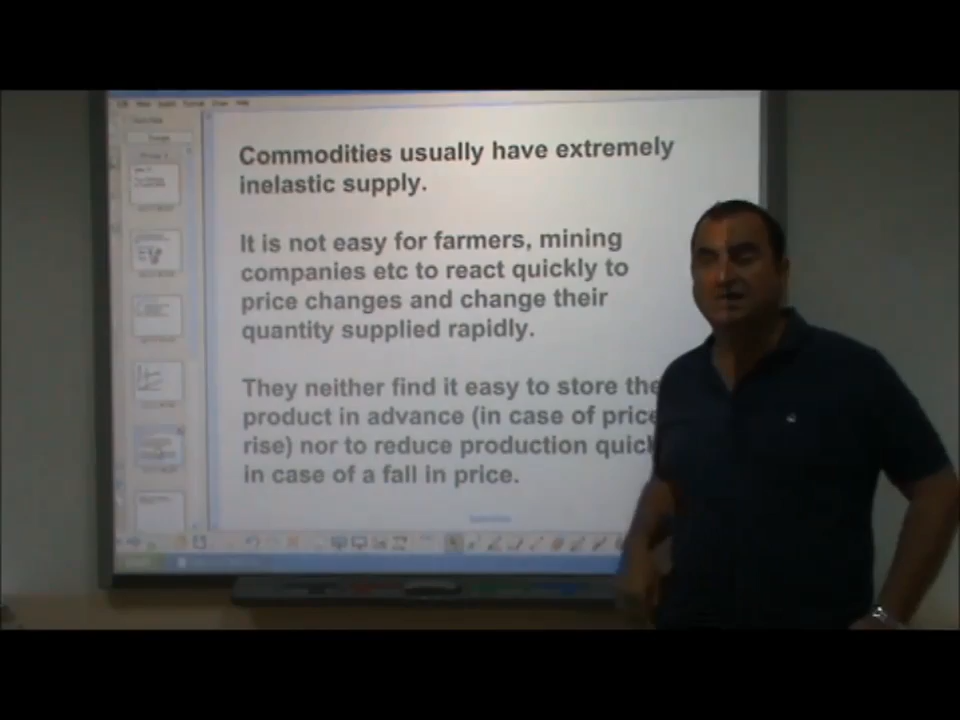 Commodities usually have extremely
inelastic supply.
It is not easy for farmers, mining
companies etc to react quickly to
price changes and change their
quantity supplied rapidly.
They neither find it easy to store the
product in advance (in case of price
rise) nor to reduce production quick
in case of a fall in price.